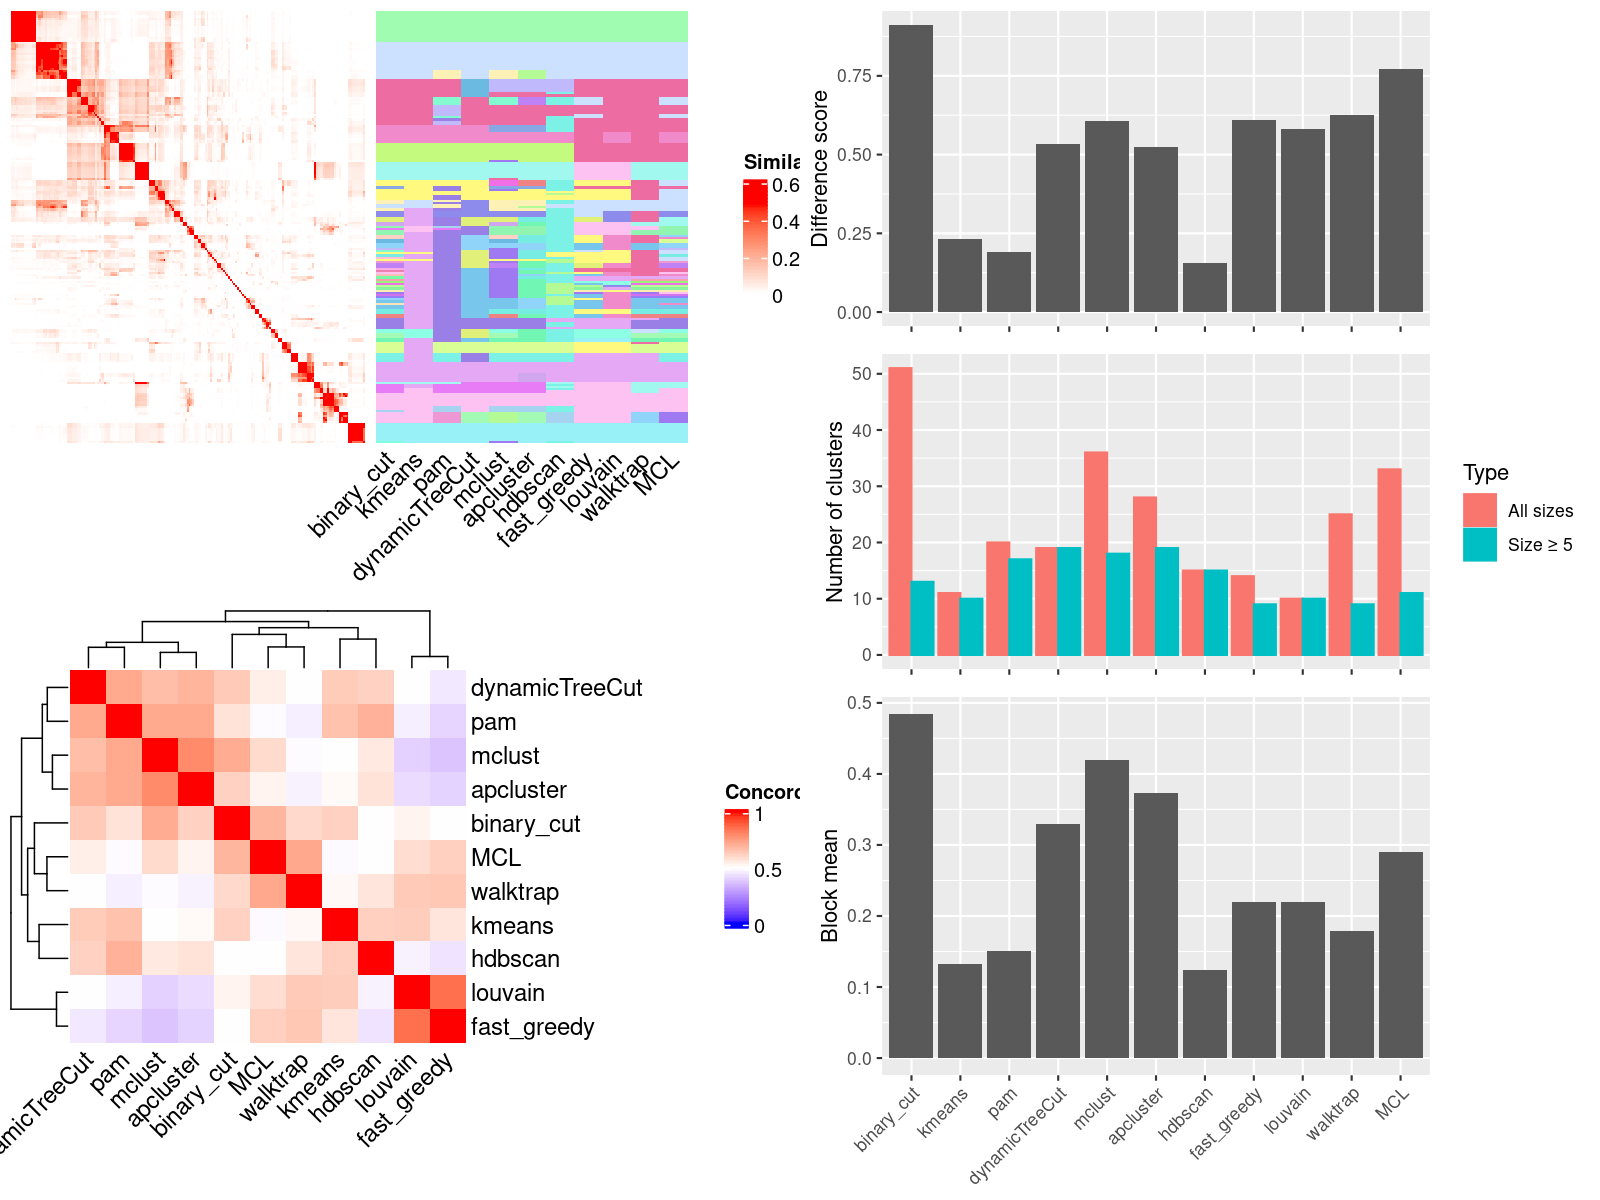 Simila
0.6
0.4
0.2
0
binary_cut
kmeans
pam
dynamicTreeCut
mclust
apcluster
hdbscan
fast_greedy
louvain
walktrap
MCL
dynamicTreeCut
pam
mclust
apcluster
binary_cut
MCL
walktrap
kmeans
hdbscan
louvain
fast_greedy
Concord
1
0.5
0
amicTreeCut
pam
mclust
apcluster
binary_cut
MCL
walktrap
kmeans
hdbscan
louvain
fast_greedy
Difference score
0.75
0.50
0.25
0.00
Number of clusters
50
40
30
20
10
0
Type
All sizes
Size ≥ 5
Block mean
0.5
0.4
0.3
0.2
0.1
0.0
binary_cut
kmeans
pam
dynamicTreeCut
mclust
apcluster
hdbscan
fast_greedy
louvain
walktrap
MCL